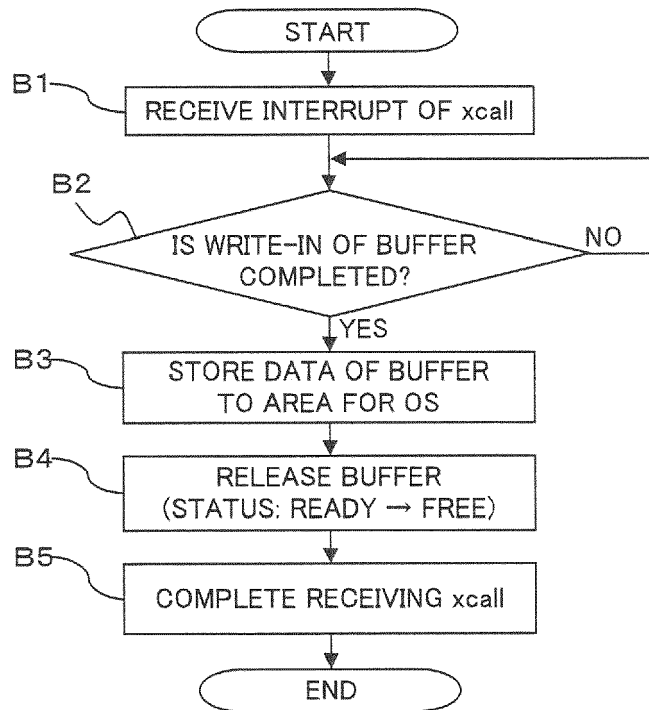 START
B1
RECEIVE INTERRUPT OF xcall
B2
IS WRITE-IN OF BUFFER
COMPLETED?
NO
YES
B3
STORE DATA OF BUFFER
TO AREA FOR OS
B4
RELEASE BUFFER
(STATUS: READY → FREE)
B5
COMPLETE RECEIVING xcall
END